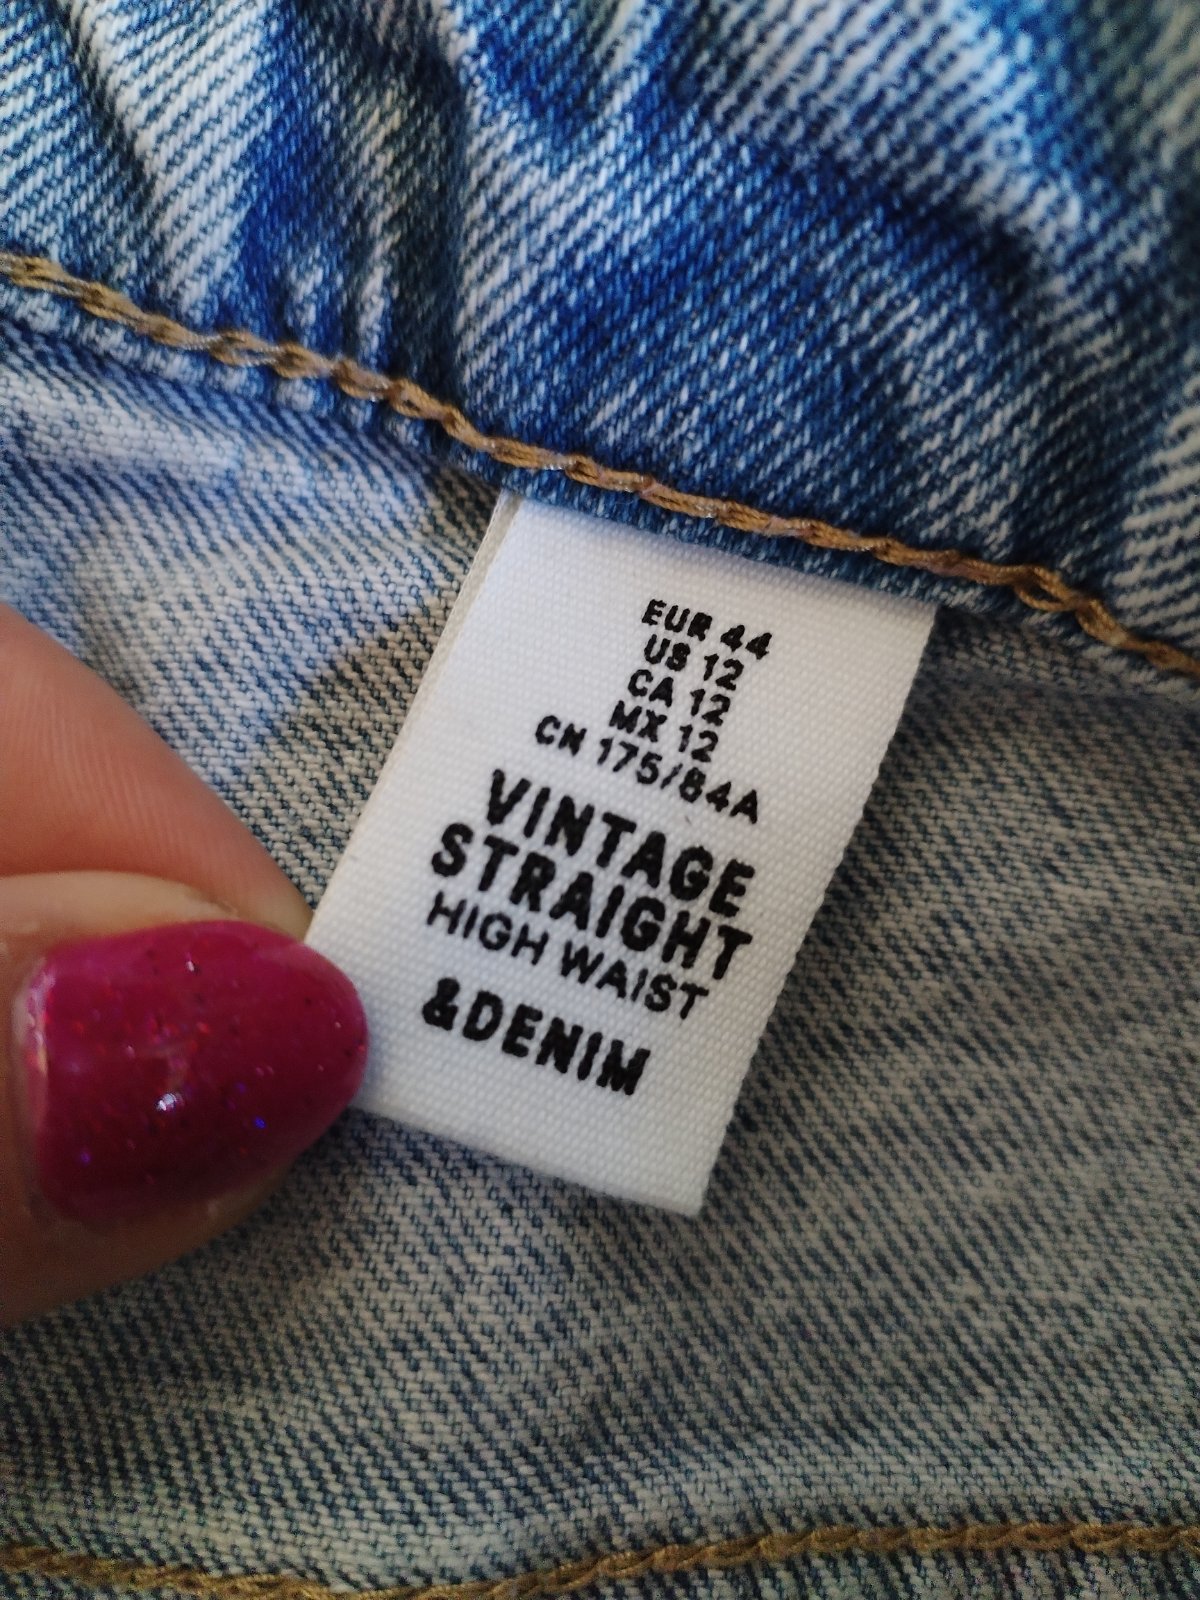 EUR 44
US 12
CA 12
MX 12
CN 175/84A
VINTAGE
STRAIGHT
HIGH WAIST
&DENIM